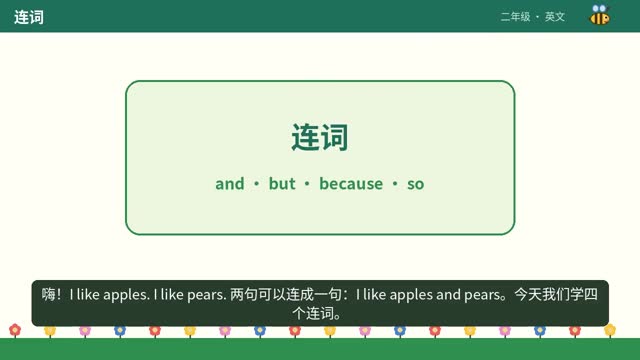 连词
二年级 · 英文
连词
and · but · because · so
嗨！I like apples. I like pears. 两句可以连成一句：I like apples and pears。今天我们学四
个连词。